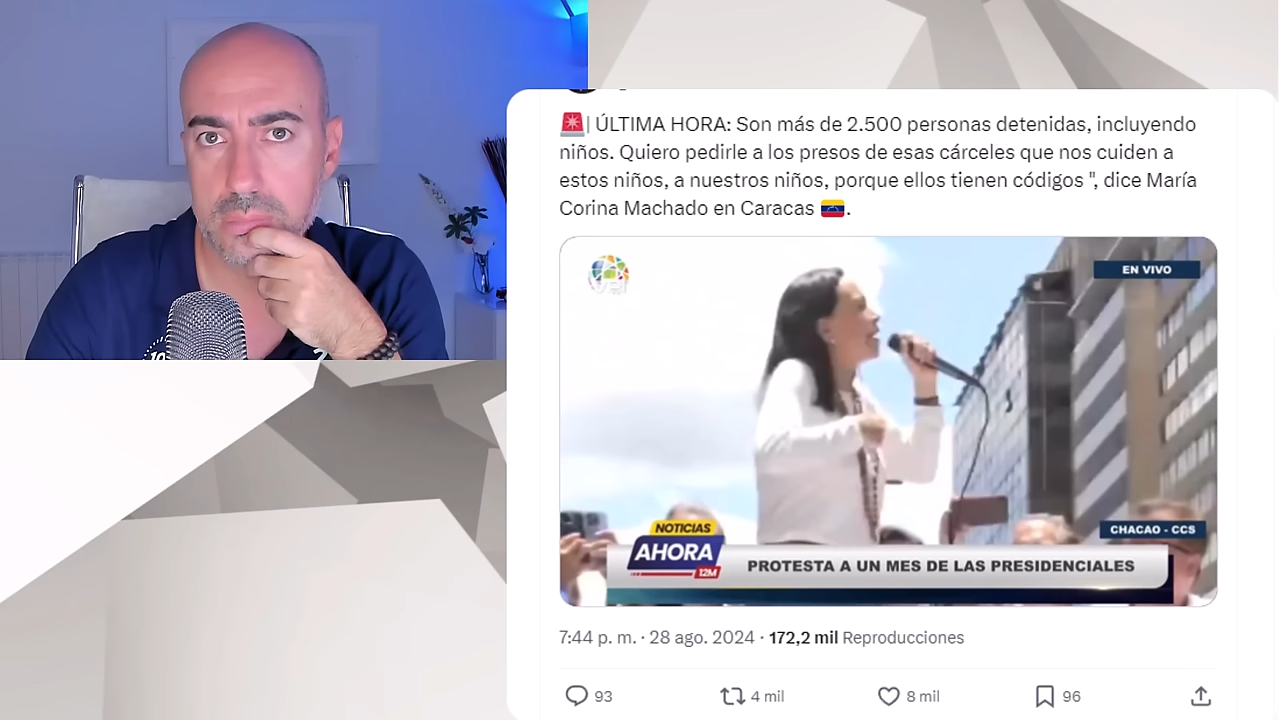 | ÚLTIMA HORA: Son más de 2.500 personas detenidas, incluyendo
niños. Quiero pedirle a los presos de esas cárceles que nos cuiden a
estos niños, a nuestros niños, porque ellos tienen códigos ", dice María
Corina Machado en Caracas 🇻🇪.
EN VIVO
CHACAO - CCS
NOTICIAS
AHORA
12M
PROTESTA A UN MES DE LAS PRESIDENCIALES
7:44 p. m. · 28 ago. 2024 · 172,2 mil Reproducciones
93
4 mil
8 mil
96